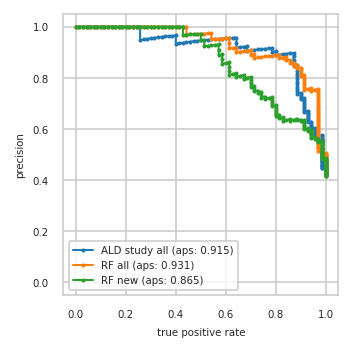 1.0
0.8
0.6
0.4
0.2
0.0
precision
ALD study all (aps: 0.915)
RF all (aps: 0.931)
RF new (aps: 0.865)
0.0 0.2 0.4 0.6 0.8 1.0
true positive rate